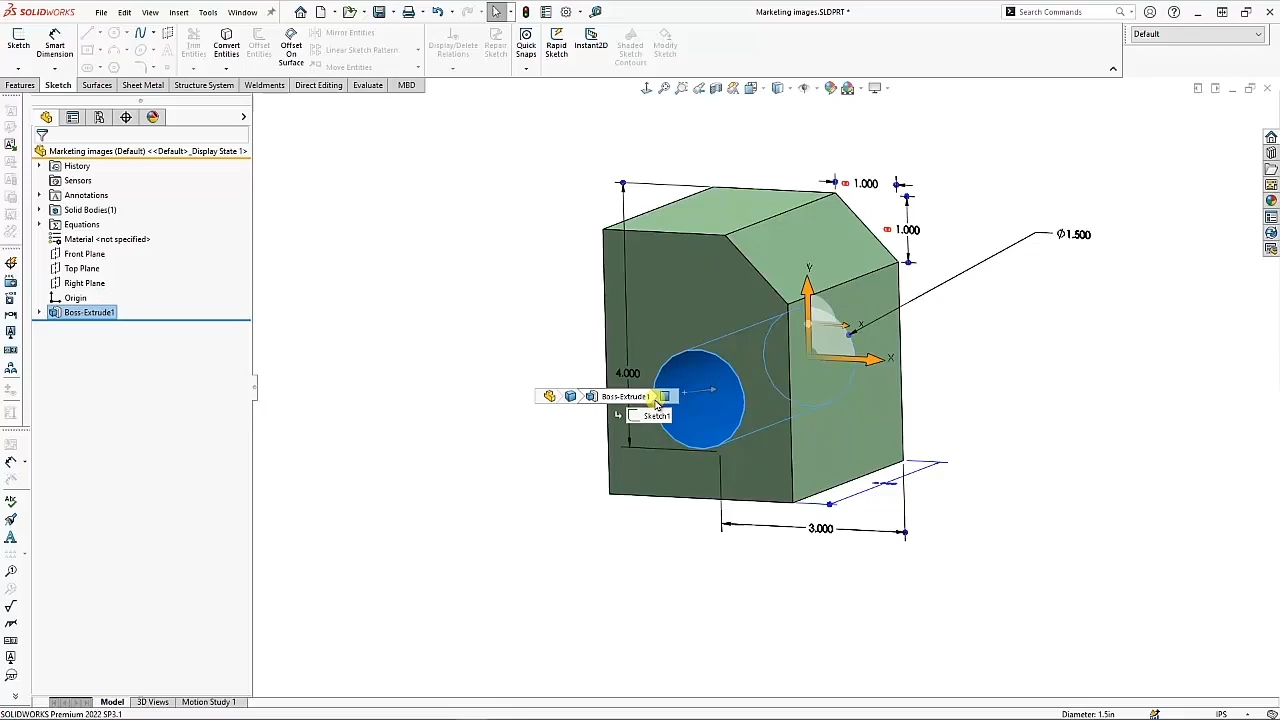 SOLIDWORKS File Edit View Insert Tools Window Marketing images.SLDPRT * Search Commands
Sketch Smart Dimension Trim Entities Convert Entities Offset Entities Offset On Surface Mirror Entities Linear Sketch Pattern Move Entities Display/Delete Relations Repair Sketch Quick Snaps Rapid Sketch Instant2D Shaded Sketch Contours Modify Sketch Default
Features Sketch Surfaces Sheet Metal Structure System Weldments Direct Editing Evaluate MBD
Marketing images (Default) <<Default>_Display State 1>
History
Sensors
Annotations
Solid Bodies(1)
Equations
Material <not specified>
Front Plane
Top Plane
Right Plane
Origin
Boss-Extrude1
1.000
1.000
Ø1.500
Y
X
X
4.000
Boss-Extrude1
Sketch1
3.000
Model 3D Views Motion Study 1
SOLIDWORKS Premium 2022 SP3.1 Diameter: 1.5in IPS